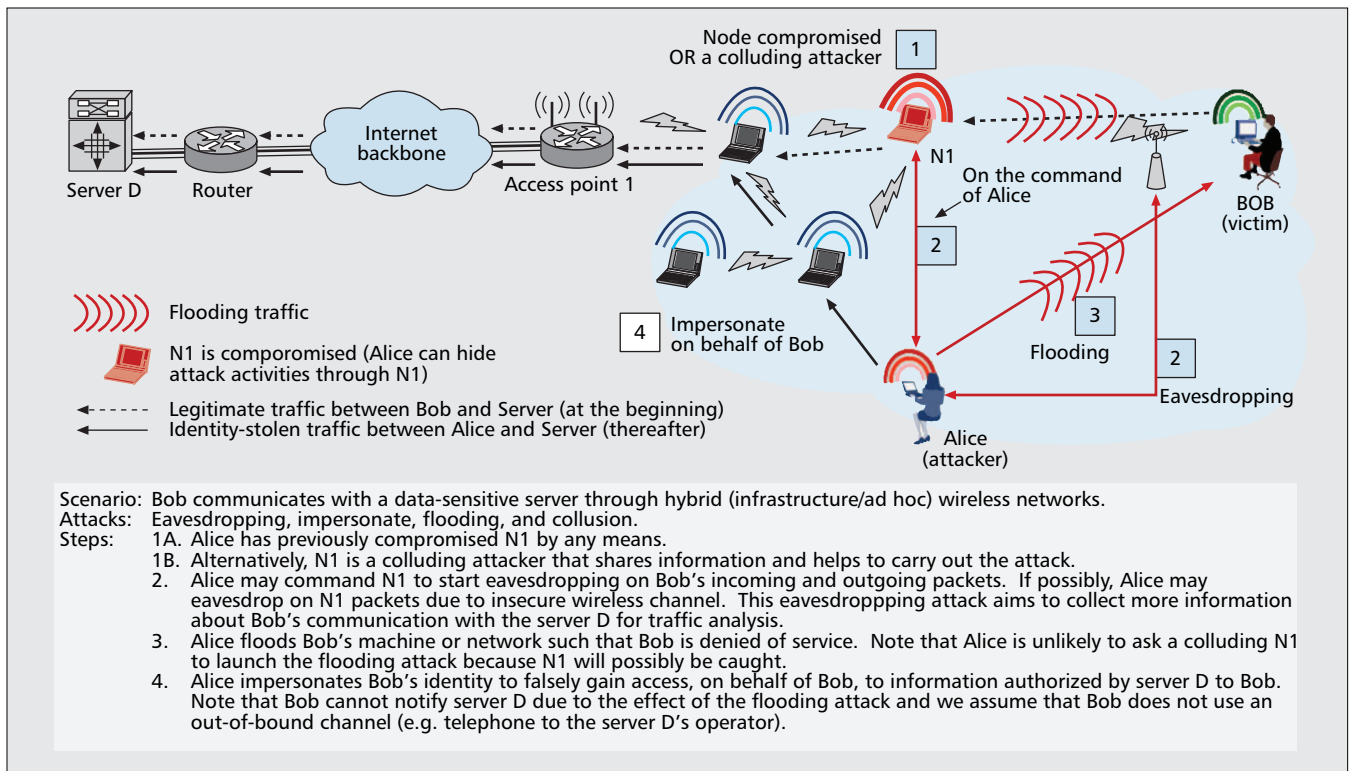 Node compromised
OR a colluding attacker
1
Internet
backbone
Server D
Router
Access point 1
N1
On the command
of Alice
BOB
(victim)
2
3
Flooding
4
Impersonate
on behalf of Bob
2
Eavesdropping
Alice
(attacker)
Flooding traffic
N1 is comporomised (Alice can hide
attack activities through N1)
Legitimate traffic between Bob and Server (at the beginning)
Identity-stolen traffic between Alice and Server (thereafter)
Scenario: Bob communicates with a data-sensitive server through hybrid (infrastructure/ad hoc) wireless networks.
Attacks: Eavesdropping, impersonate, flooding, and collusion.
Steps: 1A. Alice has previously compromised N1 by any means.
1B. Alternatively, N1 is a colluding attacker that shares information and helps to carry out the attack.
2. Alice may command N1 to start eavesdropping on Bob's incoming and outgoing packets. If possibly, Alice may
eavesdrop on N1 packets due to insecure wireless channel. This eavesdroppping attack aims to collect more information
about Bob's communication with the server D for traffic analysis.
3. Alice floods Bob's machine or network such that Bob is denied of service. Note that Alice is unlikely to ask a colluding N1
to launch the flooding attack because N1 will possibly be caught.
4. Alice impersonates Bob's identity to falsely gain access, on behalf of Bob, to information authorized by server D to Bob.
Note that Bob cannot notify server D due to the effect of the flooding attack and we assume that Bob does not use an
out-of-bound channel (e.g. telephone to the server D's operator).